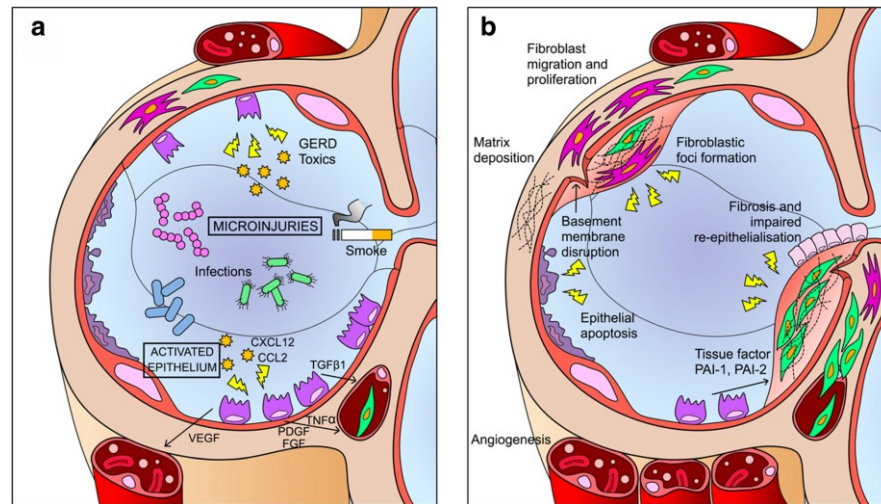 a
GERD
Toxics
MICROINJURIES
Smoke
Infections
CXCL12
CCL2
ACTIVATED
EPITHELIUM
TGFβ1
TNFα
VEGF
PDGF
FGF
b
Fibroblast
migration and
proliferation
Matrix
deposition
Fibroblastic
foci formation
Basement
membrane
disruption
Fibrosis and
impaired
re-epithelialisation
Epithelial
apoptosis
Tissue factor
PAI-1, PAI-2
Angiogenesis